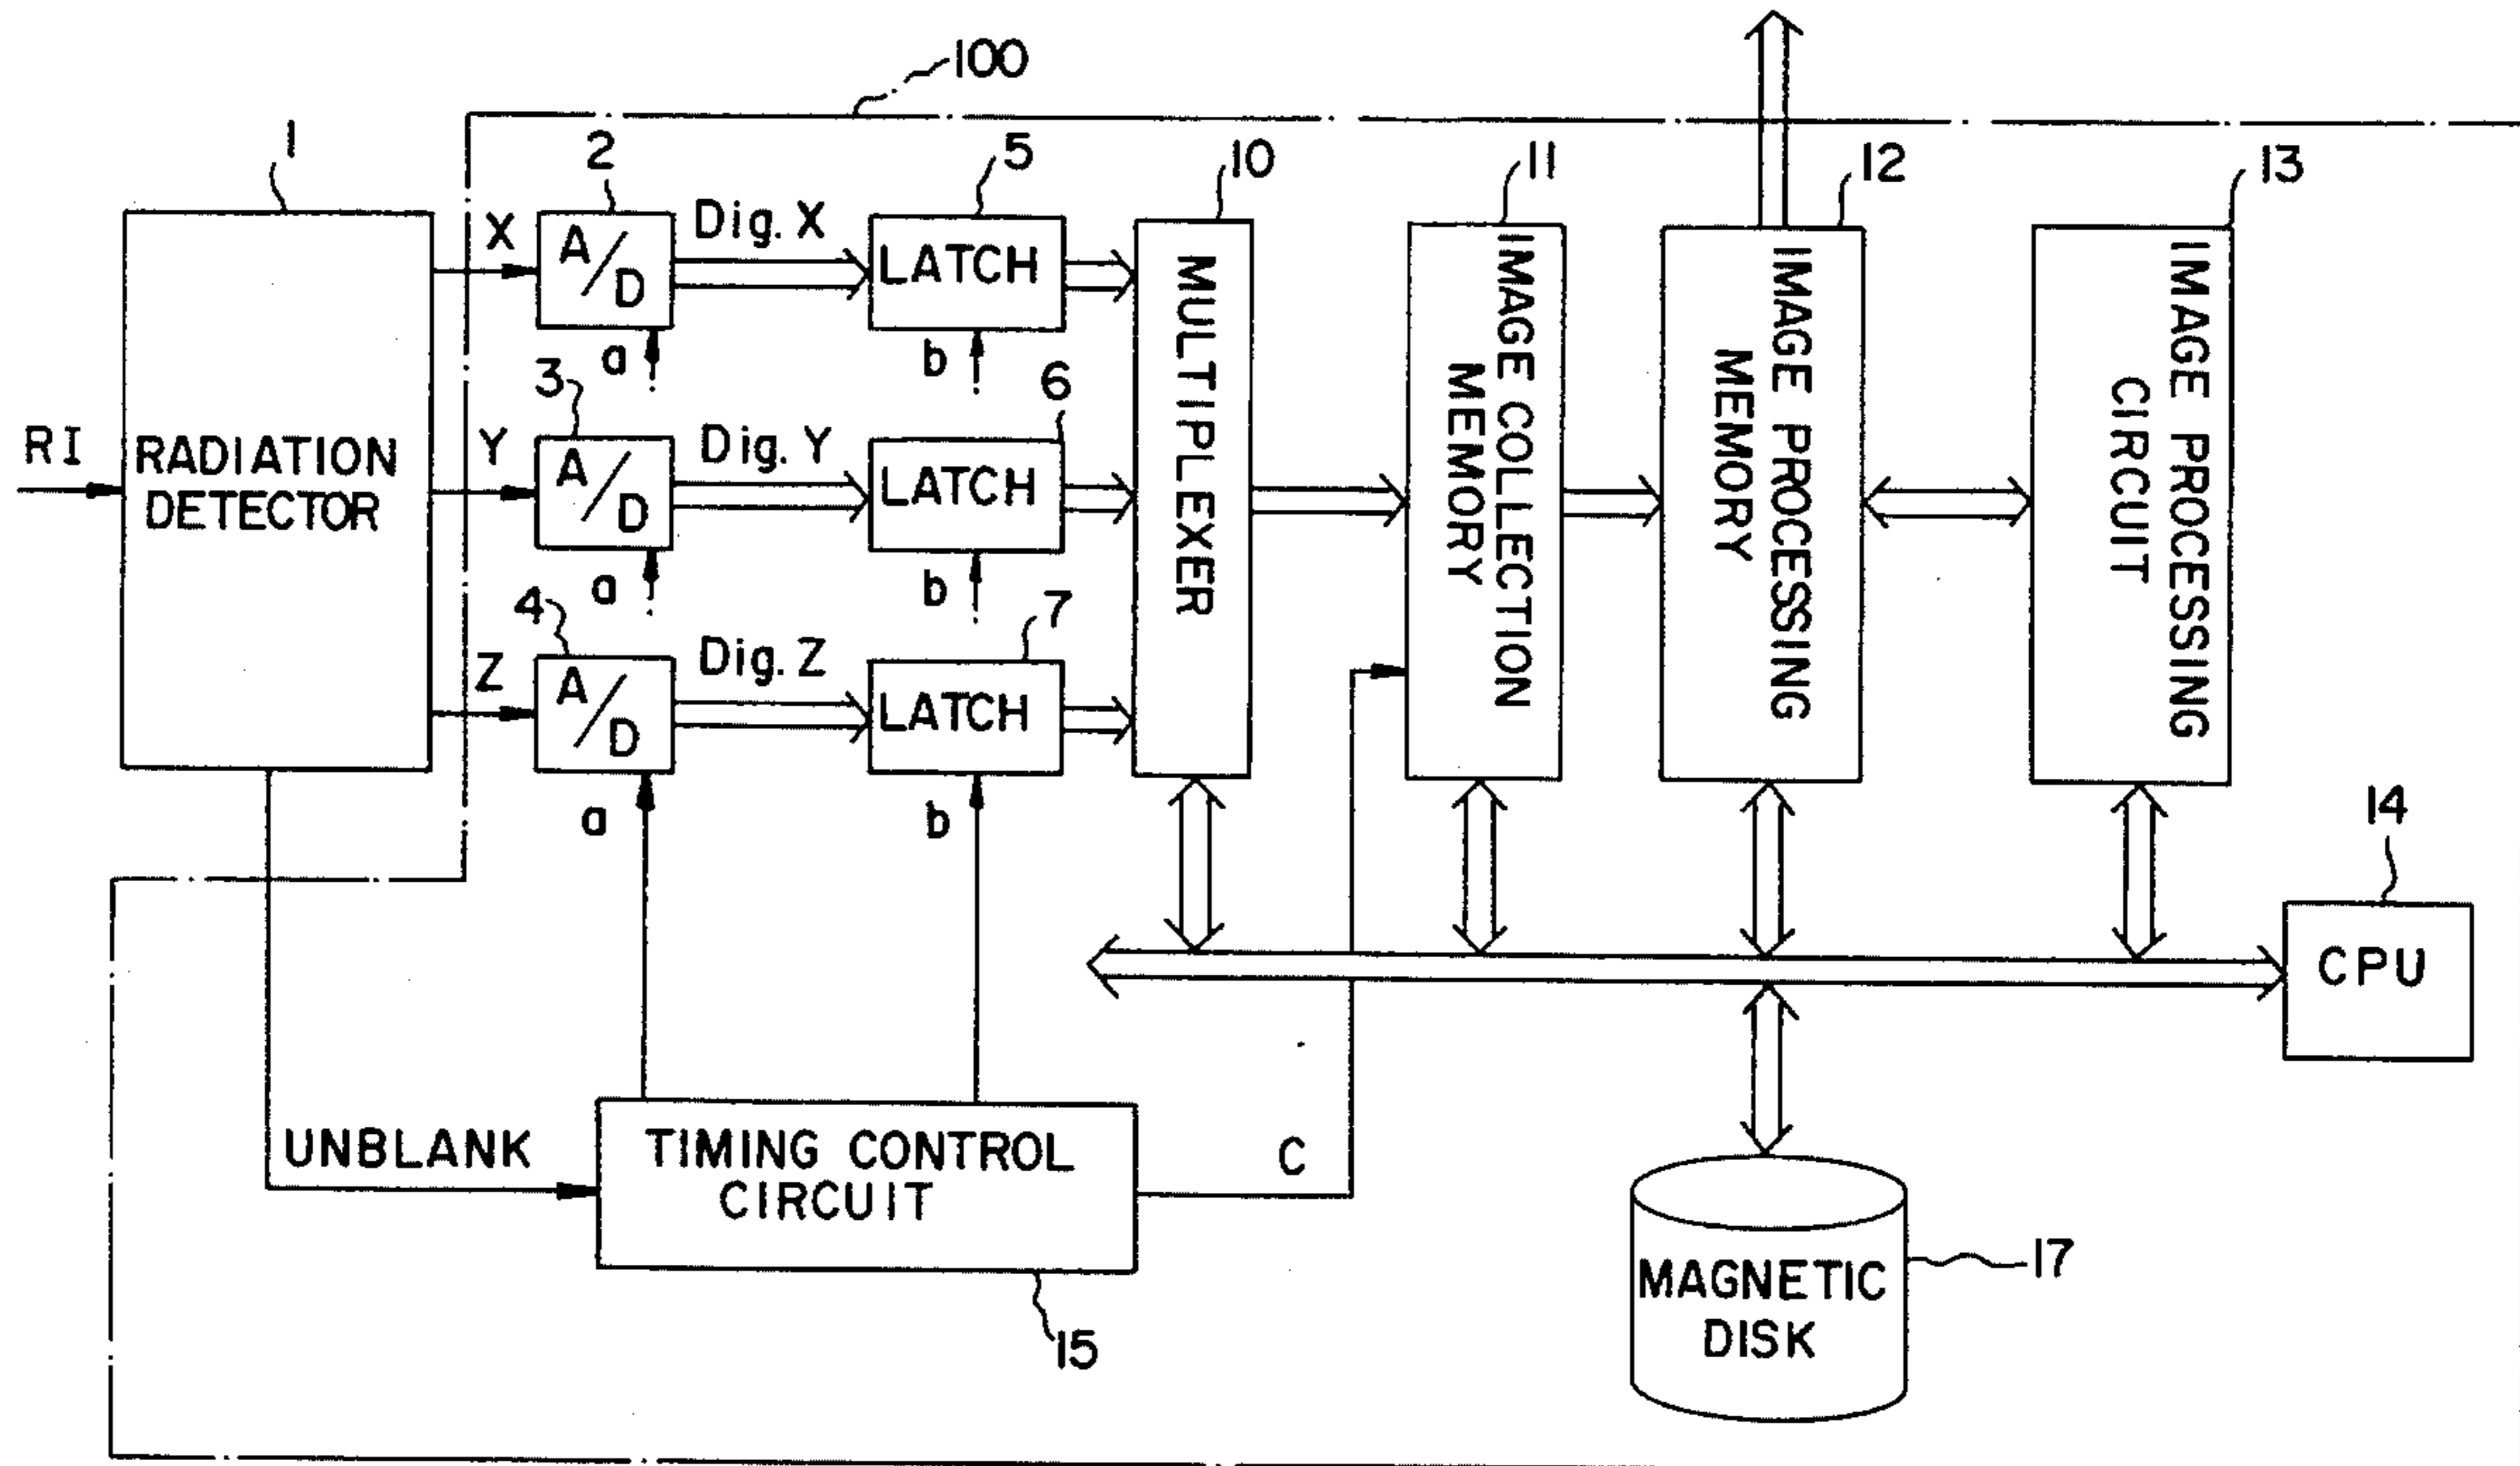 100
1
2
5
10
11
12
13
X
A/D
Dig. X
LATCH
a
b
3
6
RI
RADIATION
DETECTOR
Y
A/D
Dig. Y
LATCH
a
b
4
7
Z
A/D
Dig. Z
LATCH
a
b
MULTIPLEXER
IMAGE COLLECTION
MEMORY
IMAGE PROCESSING
MEMORY
IMAGE PROCESSING
CIRCUIT
14
CPU
UNBLANK
TIMING CONTROL
CIRCUIT
C
15
MAGNETIC
DISK
17